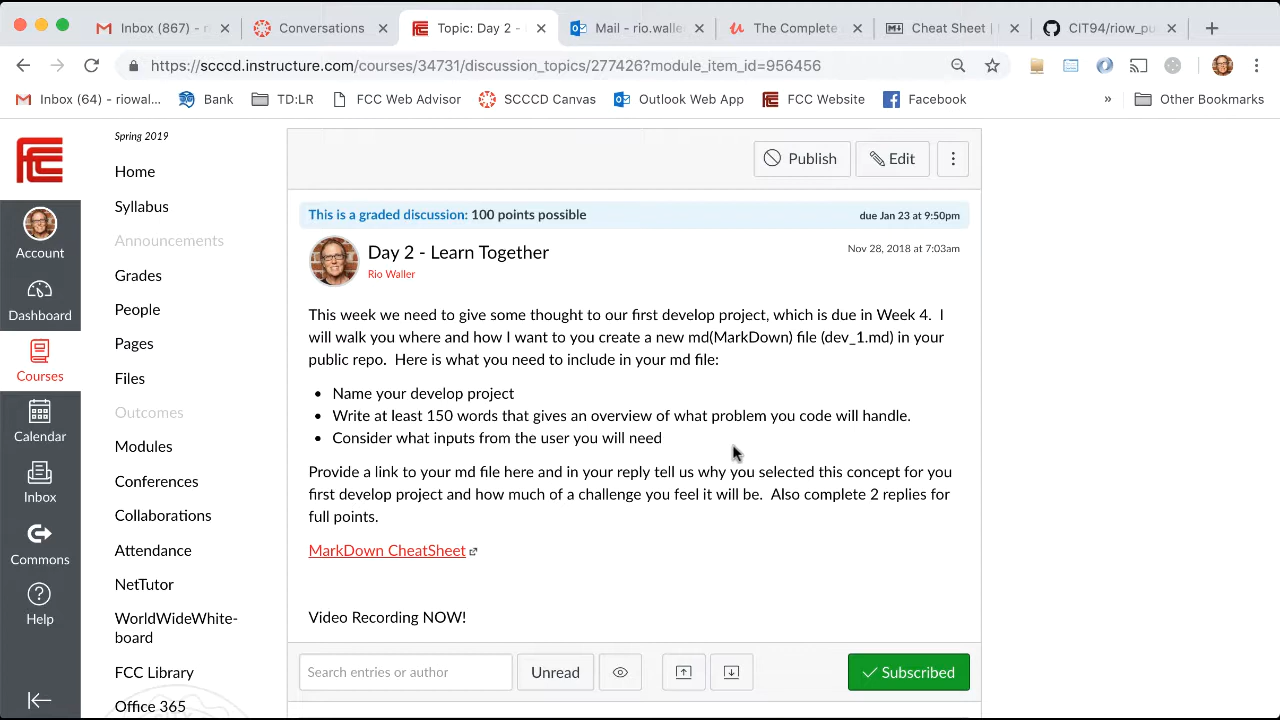 Inbox (867) - r
Conversations
Topic: Day 2 -
Mail - rio.walle
The Complete
Cheat Sheet |
CIT94/riow_pu
https://scccd.instructure.com/courses/34731/discussion_topics/277426?module_item_id=956456
Inbox (64) - riowal...
Bank
TD:LR
FCC Web Advisor
SCCCD Canvas
Outlook Web App
FCC Website
Facebook
»
Other Bookmarks
Account
Dashboard
Courses
Calendar
Inbox
Commons
Help
Spring 2019
Home
Syllabus
Announcements
Grades
People
Pages
Files
Outcomes
Modules
Conferences
Collaborations
Attendance
NetTutor
WorldWideWhite-
board
FCC Library
Office 365
Publish
Edit
This is a graded discussion: 100 points possible
due Jan 23 at 9:50pm
Day 2 - Learn Together
Nov 28, 2018 at 7:03am
Rio Waller
This week we need to give some thought to our first develop project, which is due in Week 4. I
will walk you where and how I want to you create a new md(MarkDown) file (dev_1.md) in your
public repo. Here is what you need to include in your md file:
• Name your develop project
• Write at least 150 words that gives an overview of what problem you code will handle.
• Consider what inputs from the user you will need
Provide a link to your md file here and in your reply tell us why you selected this concept for you
first develop project and how much of a challenge you feel it will be. Also complete 2 replies for
full points.
MarkDown CheatSheet
Video Recording NOW!
Search entries or author
Unread
Subscribed